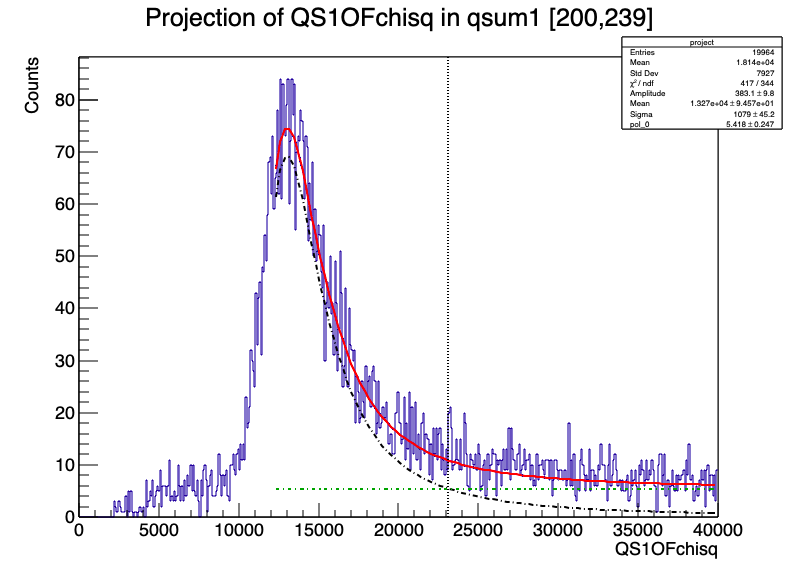 Projection of QS1OFchisq in qsum1 [200,239]
project
Entries 19964
Mean 1.814e+04
Std Dev 7927
χ² / ndf 417 / 344
Amplitude 383.1 ± 9.8
Mean 1.327e+04 ± 9.457e+01
Sigma 1079 ± 45.2
pol_0 5.418 ± 0.247
Counts
80
70
60
50
40
30
20
10
0
0 5000 10000 15000 20000 25000 30000 35000 40000
QS1OFchisq